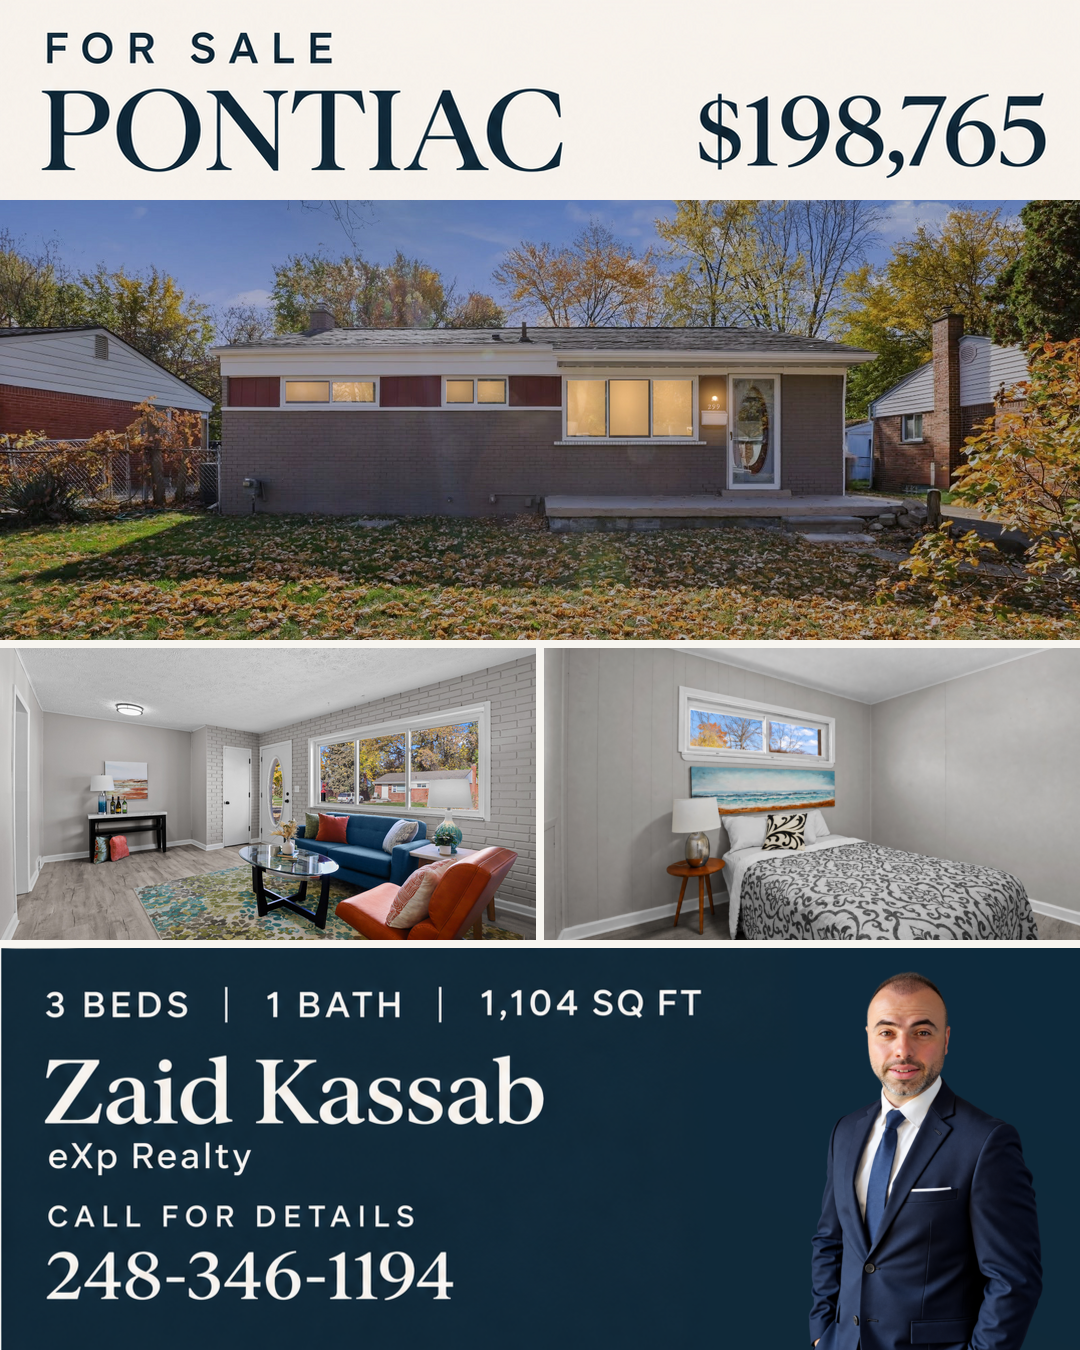 FOR SALE
PONTIAC
$198,765
3 BEDS | 1 BATH | 1,104 SQ FT
Zaid Kassab
eXp Realty
CALL FOR DETAILS
248-346-1194